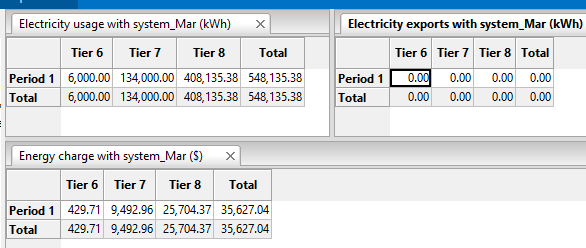 Electricity usage with system_Mar (kWh)
Tier 6 Tier 7 Tier 8 Total
Period 1 6,000.00 134,000.00 408,135.38 548,135.38
Total 6,000.00 134,000.00 408,135.38 548,135.38
Electricity exports with system_Mar (kWh)
Tier 6 Tier 7 Tier 8 Total
Period 1 0.00 0.00 0.00 0.00
Total 0.00 0.00 0.00 0.00
Energy charge with system_Mar ($)
Tier 6 Tier 7 Tier 8 Total
Period 1 429.71 9,492.96 25,704.37 35,627.04
Total 429.71 9,492.96 25,704.37 35,627.04